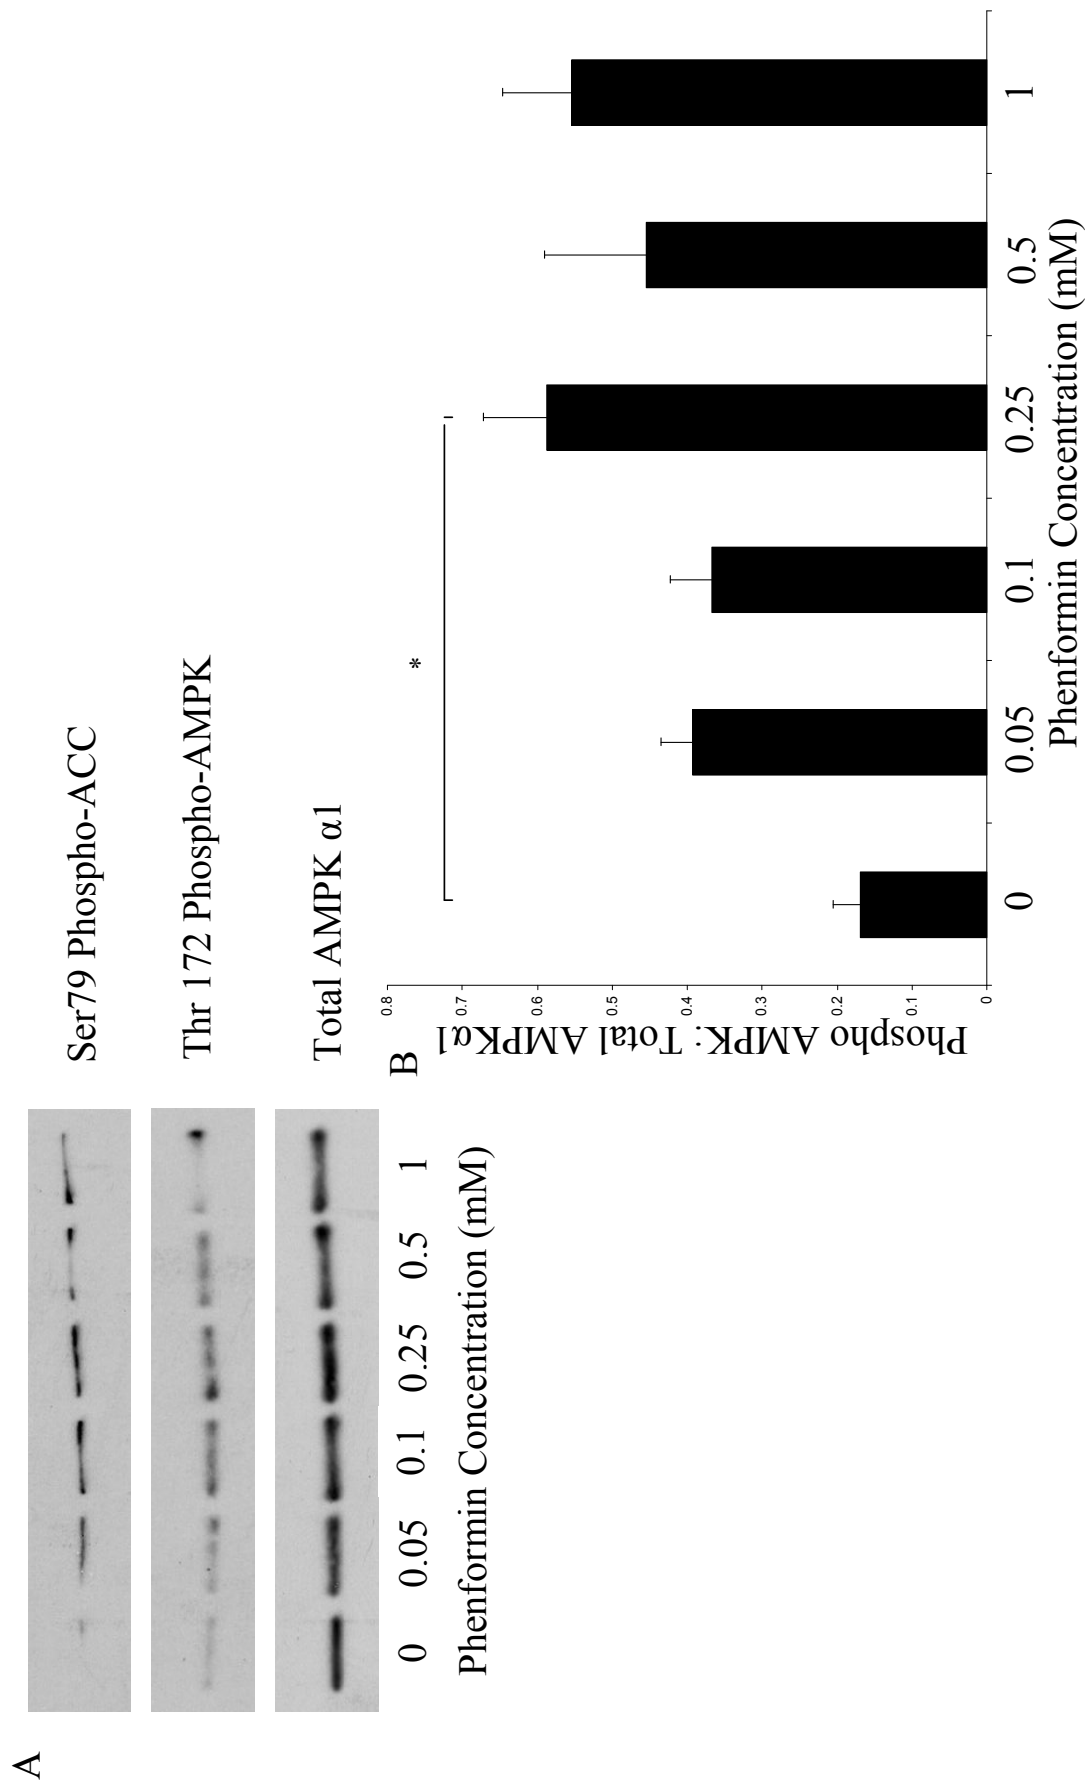 A
Ser79 Phospho-ACC
Thr 172 Phospho-AMPK
Total AMPK α1
0 0.05 0.1 0.25 0.5 1
Phenformin Concentration (mM)
B
Phospho AMPK: Total AMPKα1
0.8
0.7
0.6
0.5
0.4
0.3
0.2
0.1
0
*
0 0.05 0.1 0.25 0.5 1
Phenformin Concentration (mM)